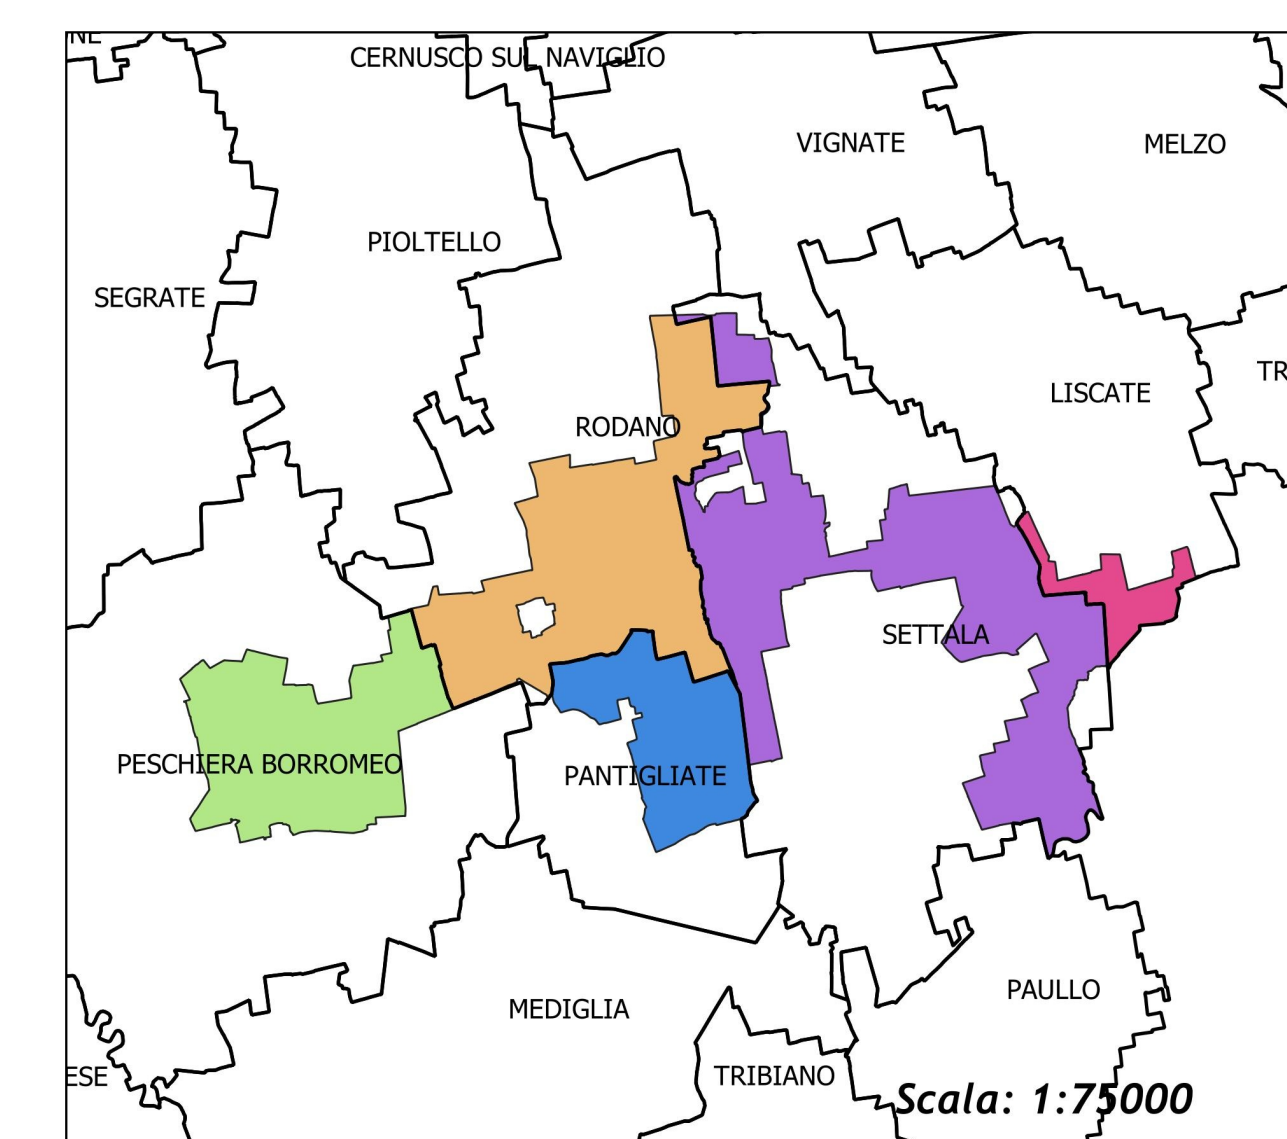 NE
CERNUSCO SUL NAVIGLIO
VIGNATE
MELZO
PIOLTELLO
SEGRATE
TR
LISCATE
RODANO
SETTALA
PESCHIERA BORROMEO
PANTIGLIATE
PAULLO
MEDIGLIA
ESE
TRIBIANO
Scala: 1:75000